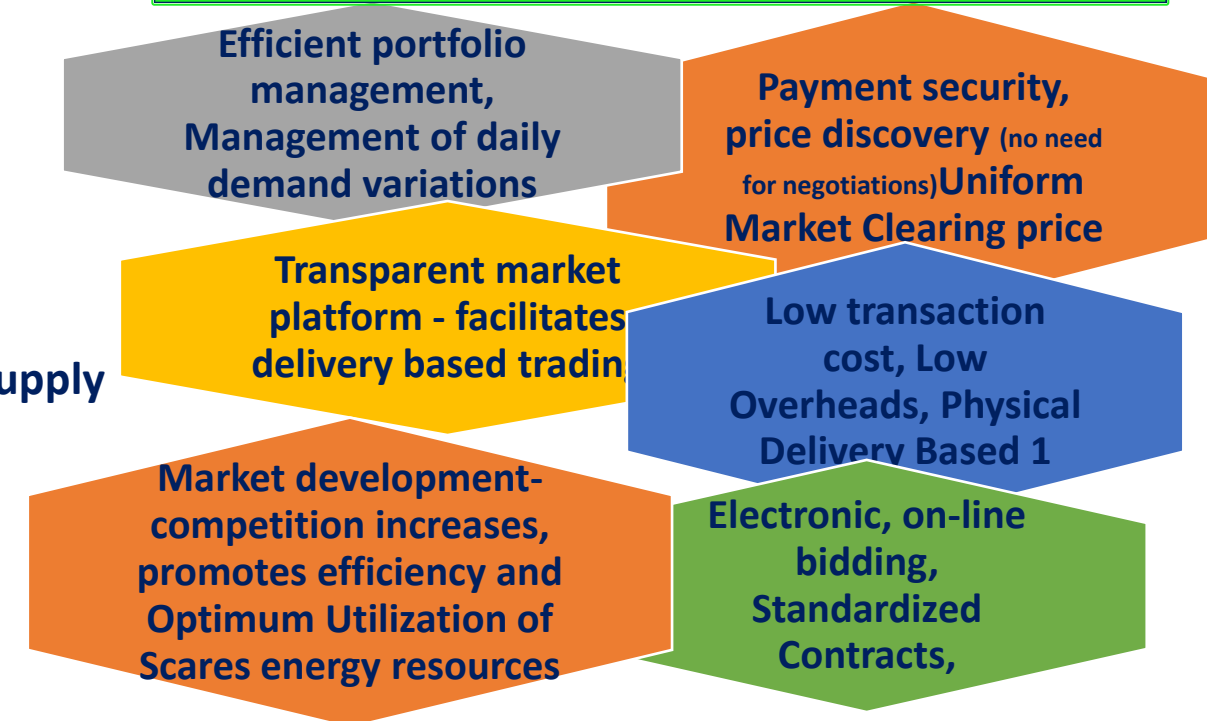 Efficient portfolio
management,
Management of daily
demand variations
Payment security,
price discovery (no need
for negotiations)Uniform
Market Clearing price
Transparent market
platform - facilitates
delivery based tradin
upply
Low transaction
cost, Low
Overheads, Physical
Delivery Based 1
Market development-
competition increases,
promotes efficiency and
Optimum Utilization of
Scares energy resources
Electronic, on-line
bidding,
Standardized
Contracts,